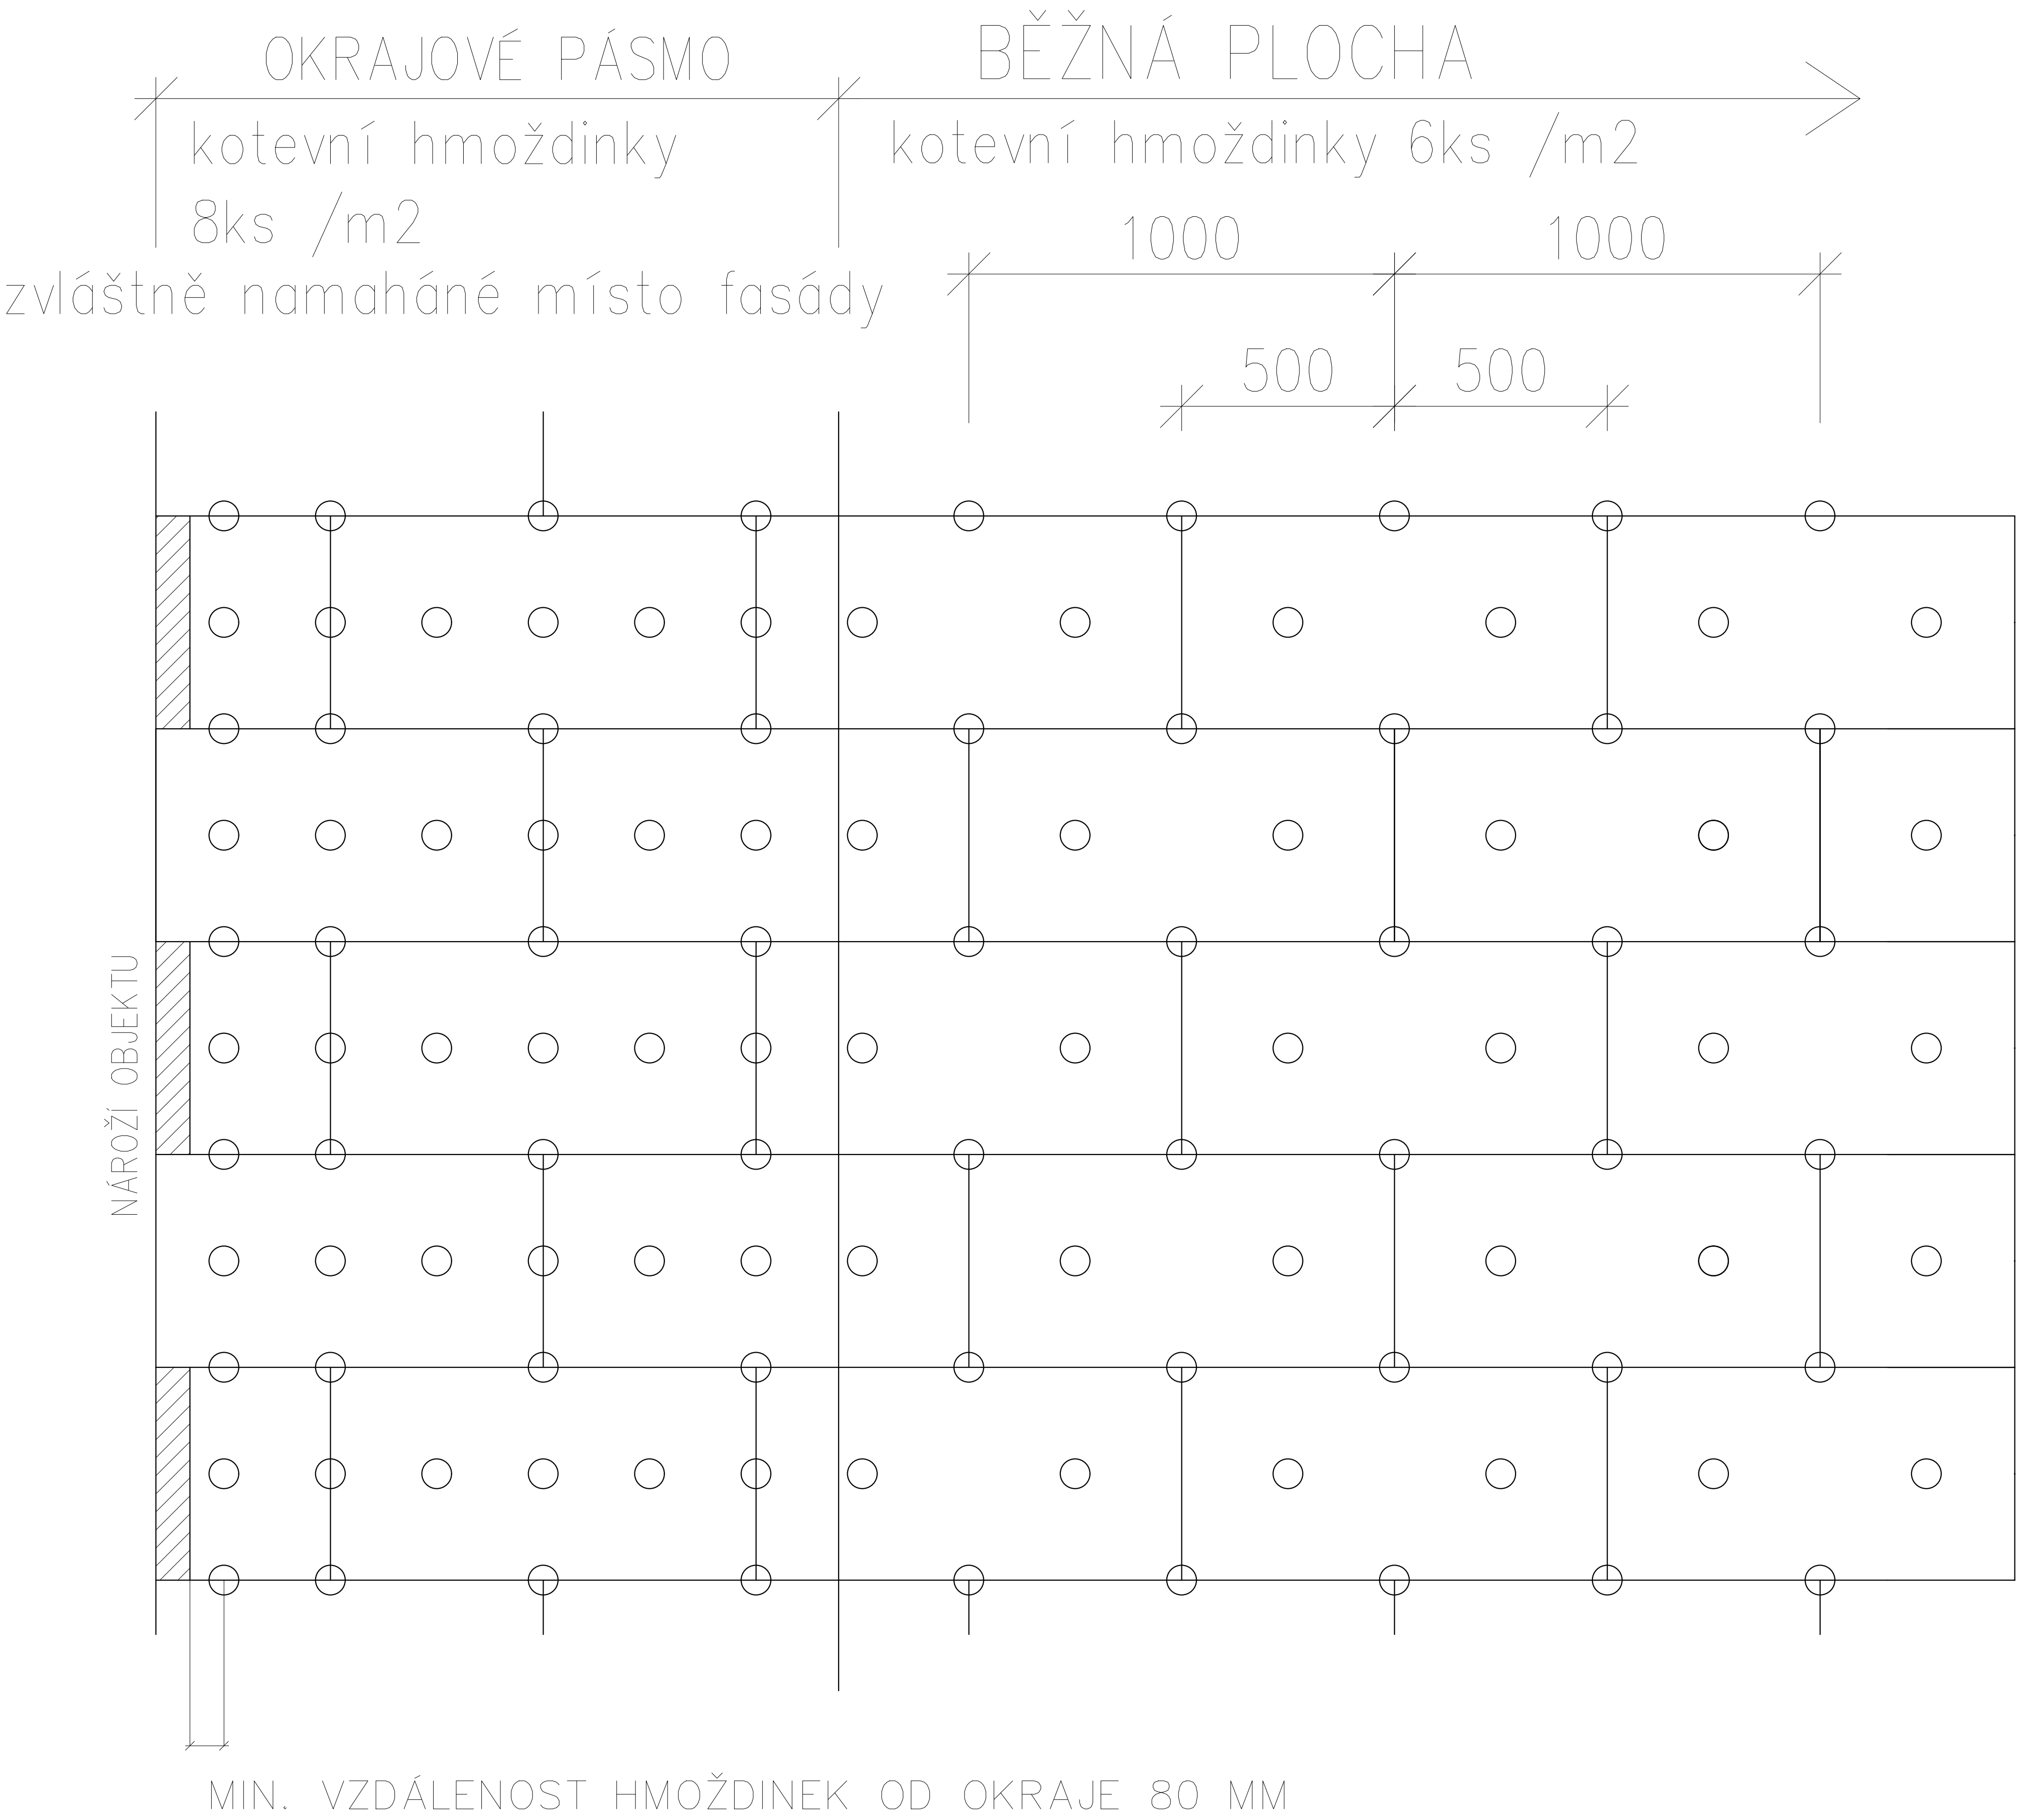 OKRAJOVÉ PÁSMO
BĚŽNÁ PLOCHA
kotevní hmoždinky
8ks /m2
kotevní hmoždinky 6ks /m2
zvláštně namaháné místo fasády
1000
1000
500
500
NÁROŽÍ OBJEKTU
MIN. VZDÁLENOST HMOŽDINEK OD OKRAJE 80 MM